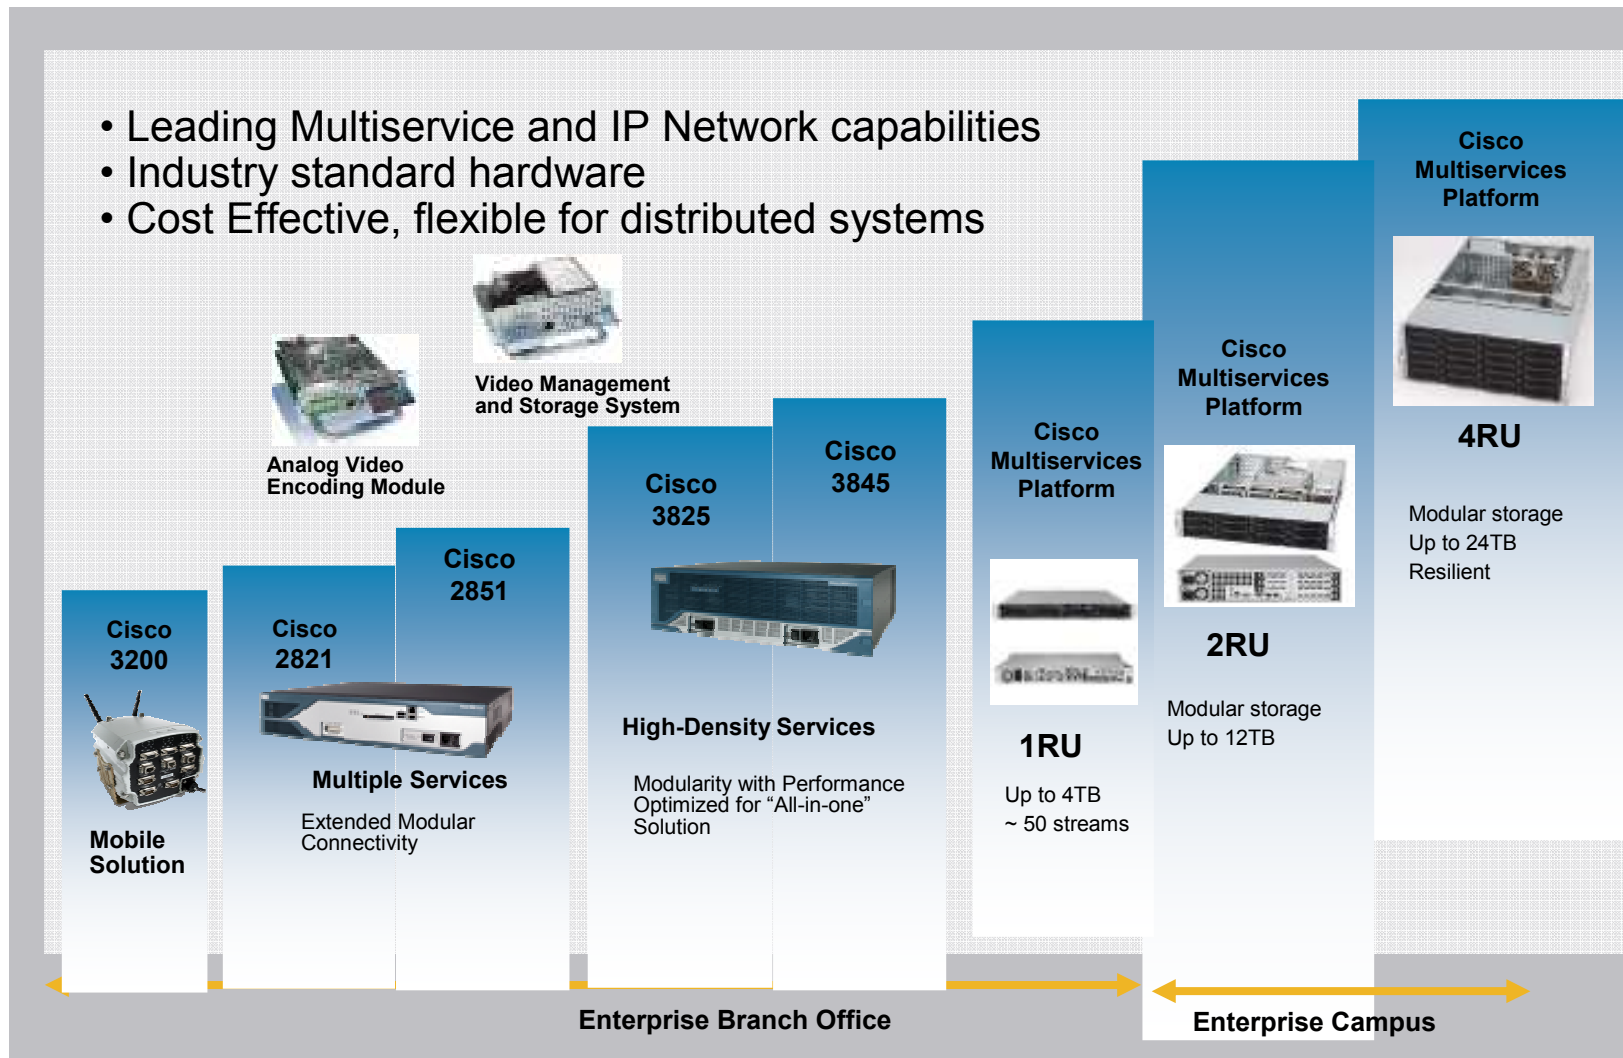 • Leading Multiservice and IP Network capabilities
• Industry standard hardware
• Cost Effective, flexible for distributed systems
Analog Video
Encoding Module
Video Management
and Storage System
Cisco
3200
Mobile
Solution
Cisco
2821
Cisco
2851
Multiple Services
Extended Modular
Connectivity
Cisco
3825
Cisco
3845
High-Density Services
Modularity with Performance
Optimized for “All-in-one”
Solution
Cisco
Multiservices
Platform
1RU
Up to 4TB
~ 50 streams
Cisco
Multiservices
Platform
2RU
Modular storage
Up to 12TB
Cisco
Multiservices
Platform
4RU
Modular storage
Up to 24TB
Resilient
Enterprise Branch Office
Enterprise Campus